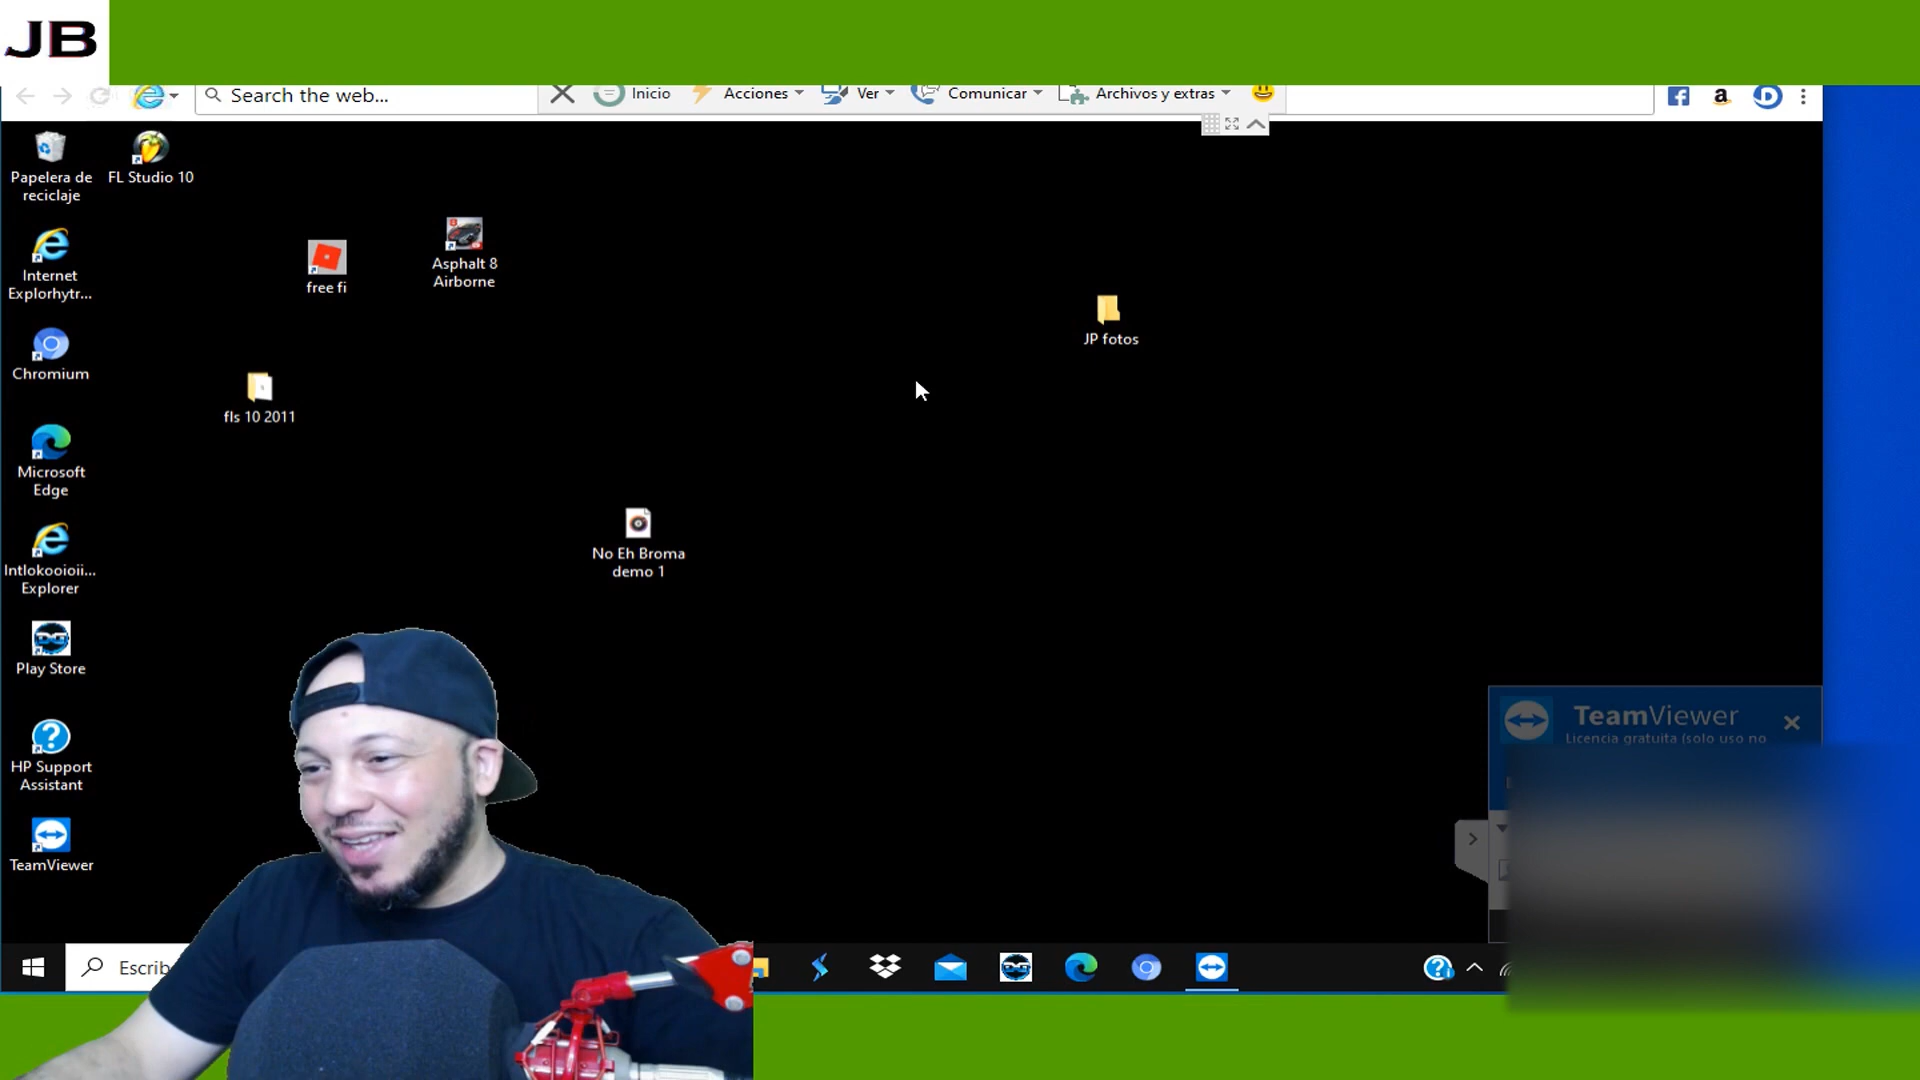 JB
Search the web...
Inicio
Acciones
Ver
Comunicar
Archivos y extras
Papelera de
reciclaje
FL Studio 10
Internet
Explorhytr...
free fi
Asphalt 8
Airborne
JP fotos
Chromium
fls 10 2011
Microsoft
Edge
No Eh Broma
demo 1
Intlokooioii...
Explorer
Play Store
HP Support
Assistant
TeamViewer
TeamViewer
Licencia gratuita (solo uso no
Escrib